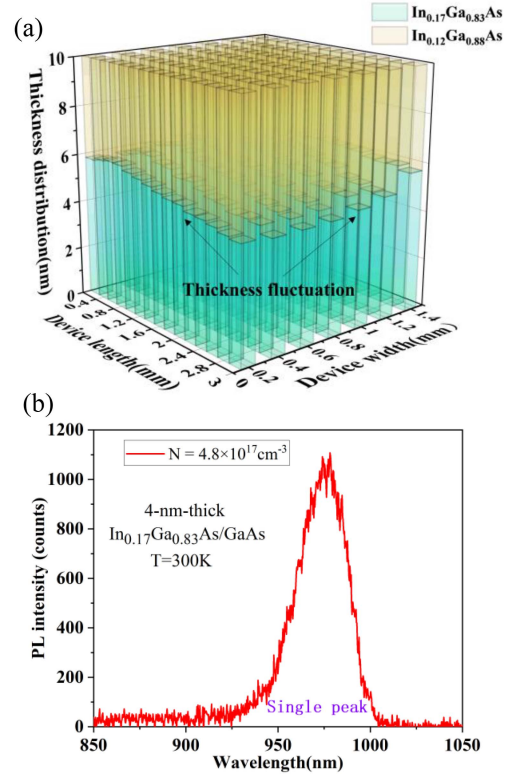 (a)
In0.17Ga0.83As
In0.12Ga0.88As
Thickness distribution(nm)
10
8
6
4
2
0
Thickness fluctuation
0.4
0.8
1.2
1.6
2
2.4
2.8
3
Device length(mm)
0
0.2
0.4
0.6
0.8
1
1.2
1.4
Device width(mm)
(b)
PL intensity (counts)
1200
1000
800
600
400
200
0
N = 4.8×10^17cm^-3
4-nm-thick
In0.17Ga0.83As/GaAs
T=300K
Single peak
850
900
950
1000
1050
Wavelength(nm)